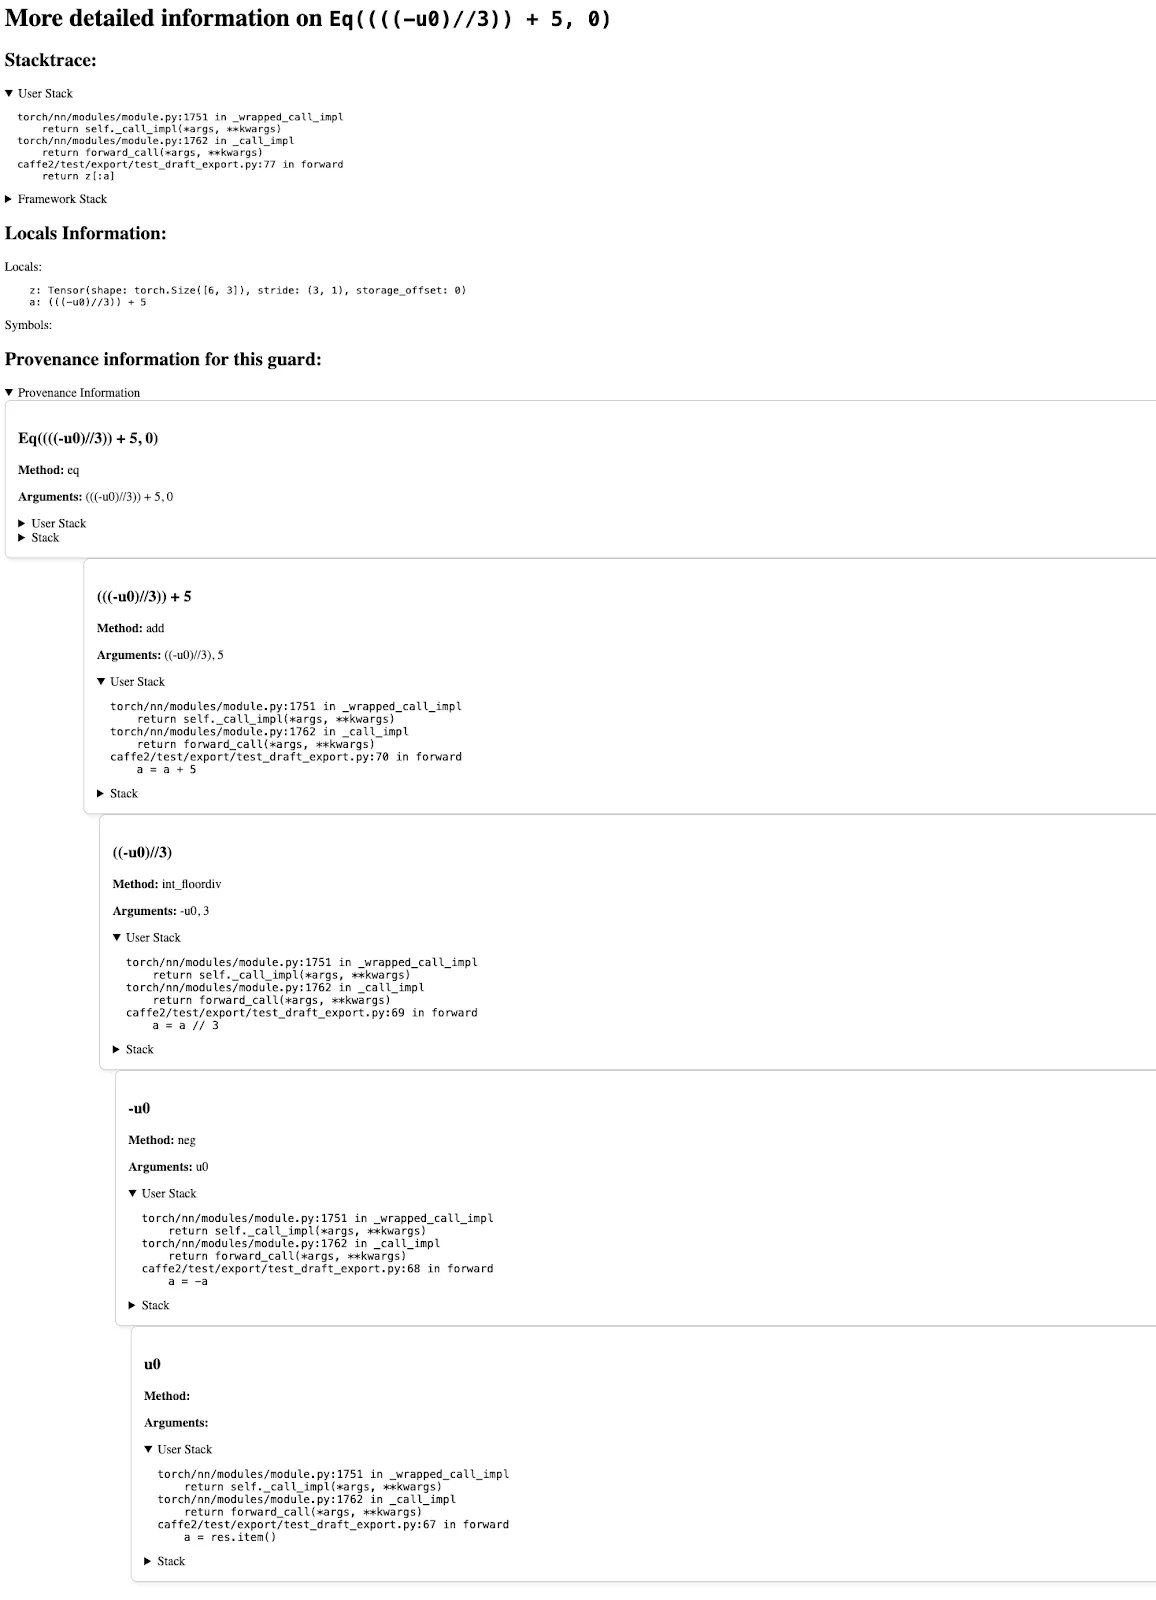 More detailed information on Eq((((-u0)//3)) + 5, 0)
Stacktrace:
▼ User Stack
torch/nn/modules/module.py:1751 in _wrapped_call_impl
    return self._call_impl(*args, **kwargs)
torch/nn/modules/module.py:1762 in _call_impl
    return forward_call(*args, **kwargs)
caffe2/test/export/test_draft_export.py:77 in forward
    return z[:a]
▶ Framework Stack
Locals Information:
Locals:
z: Tensor(shape: torch.Size([6, 3]), stride: (3, 1), storage_offset: 0)
a: (((-u0)//3)) + 5
Symbols:
Provenance information for this guard:
▼ Provenance Information
Eq((((-u0)//3)) + 5, 0)
Method: eq
Arguments: (((-u0)//3)) + 5, 0
▶ User Stack
▶ Stack
(((-u0)//3)) + 5
Method: add
Arguments: ((-u0)//3), 5
▼ User Stack
torch/nn/modules/module.py:1751 in _wrapped_call_impl
    return self._call_impl(*args, **kwargs)
torch/nn/modules/module.py:1762 in _call_impl
    return forward_call(*args, **kwargs)
caffe2/test/export/test_draft_export.py:70 in forward
    a = a + 5
▶ Stack
((-u0)//3)
Method: int_floordiv
Arguments: -u0, 3
▼ User Stack
torch/nn/modules/module.py:1751 in _wrapped_call_impl
    return self._call_impl(*args, **kwargs)
torch/nn/modules/module.py:1762 in _call_impl
    return forward_call(*args, **kwargs)
caffe2/test/export/test_draft_export.py:69 in forward
    a = a // 3
▶ Stack
-u0
Method: neg
Arguments: u0
▼ User Stack
torch/nn/modules/module.py:1751 in _wrapped_call_impl
    return self._call_impl(*args, **kwargs)
torch/nn/modules/module.py:1762 in _call_impl
    return forward_call(*args, **kwargs)
caffe2/test/export/test_draft_export.py:68 in forward
    a = -a
▶ Stack
u0
Method:
Arguments:
▼ User Stack
torch/nn/modules/module.py:1751 in _wrapped_call_impl
    return self._call_impl(*args, **kwargs)
torch/nn/modules/module.py:1762 in _call_impl
    return forward_call(*args, **kwargs)
caffe2/test/export/test_draft_export.py:67 in forward
    a = res.item()
▶ Stack